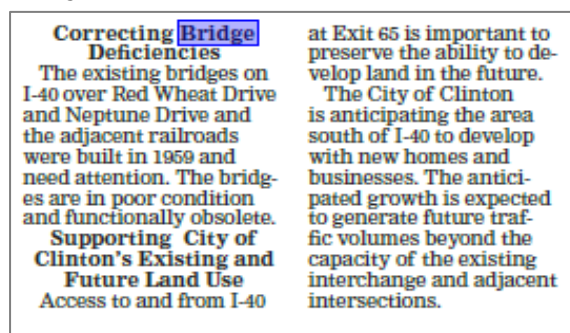 Correcting Bridge
Deficiencies
The existing bridges on
I-40 over Red Wheat Drive
and Neptune Drive and
the adjacent railroads
were built in 1959 and
need attention. The bridg-
es are in poor condition
and functionally obsolete.
Supporting City of
Clinton's Existing and
Future Land Use
Access to and from I-40
at Exit 65 is important to
preserve the ability to de-
velop land in the future.
The City of Clinton
is anticipating the area
south of I-40 to develop
with new homes and
businesses. The antici-
pated growth is expected
to generate future traf-
fic volumes beyond the
capacity of the existing
interchange and adjacent
intersections.